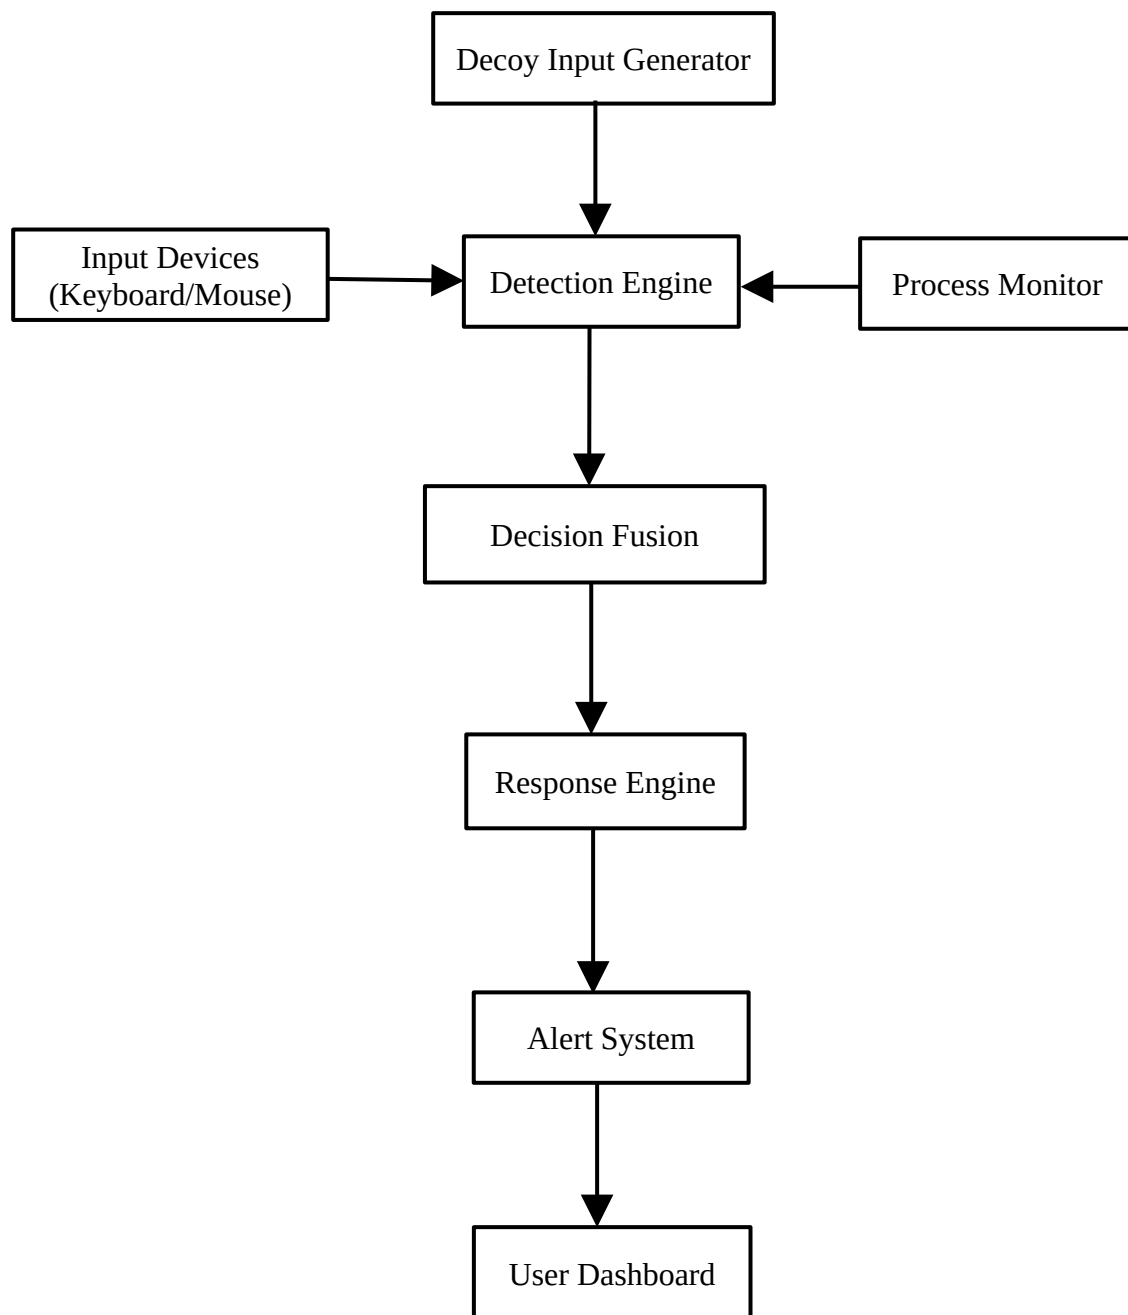 Decoy Input Generator
Input Devices
(Keyboard/Mouse)
Detection Engine
Process Monitor
Decision Fusion
Response Engine
Alert System
User Dashboard